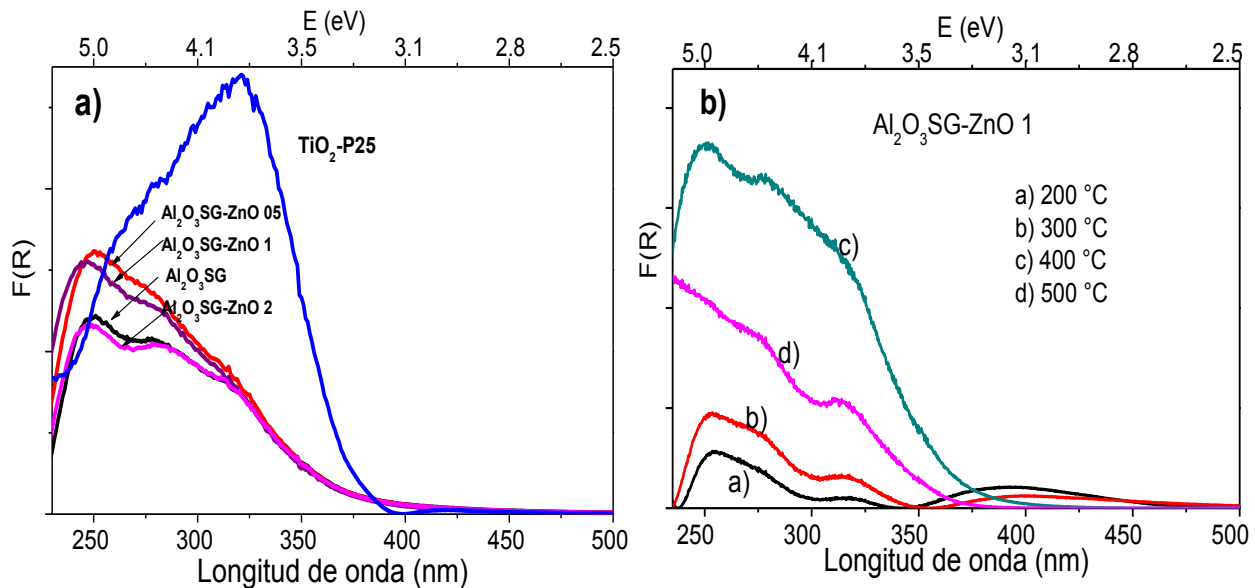 E (eV)
5.0 4.1 3.5 3.1 2.8 2.5
a)
TiO₂-P25
Al₂O₃SG-ZnO 05
Al₂O₃SG-ZnO 1
Al₂O₃SG
Al₂O₃SG-ZnO 2
F(R)
250 300 350 400 450 500
Longitud de onda (nm)
E (eV)
5.0 4.1 3.5 3.1 2.8 2.5
b)
Al₂O₃SG-ZnO 1
a) 200 °C
b) 300 °C
c) 400 °C
d) 500 °C
c)
d)
b)
a)
F(R)
250 300 350 400 450 500
Longitud de onda (nm)